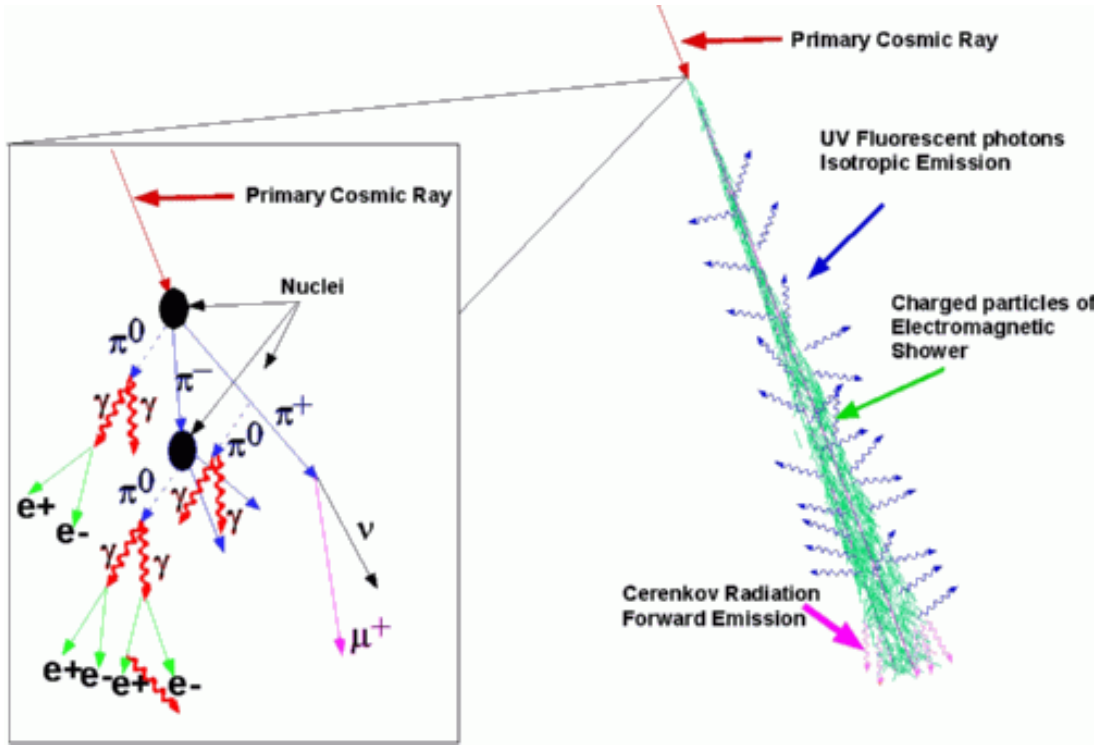 Primary Cosmic Ray
UV Fluorescent photons
Isotropic Emission
Primary Cosmic Ray
Nuclei
Charged particles of
Electromagnetic
Shower
π0
π−
γ γ
π+
π0
π0
γ γ
e+
e-
γ γ
ν
Cerenkov Radiation
Forward Emission
μ+
e+ e- e+ e-